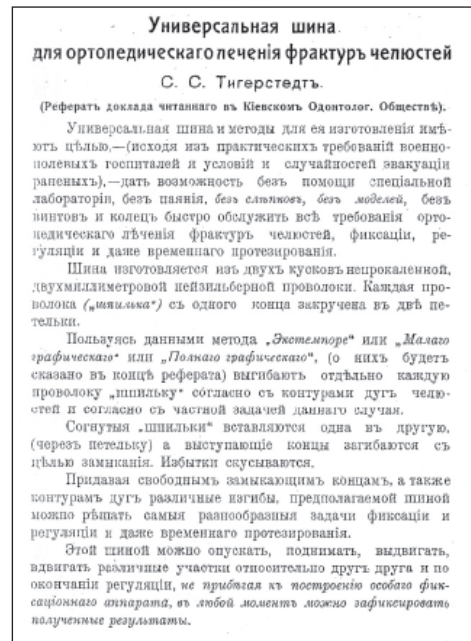 Универсальная шина
для ортопедическаго леченія фрактуръ челюстей
С. С. Тигерстедтъ.
(Рефератъ доклада читаннаго въ Кіевскомъ Одонтолог. Обществѣ).
Универсальная шина и методы для ея изготовленія имѣ-
ютъ цѣлью,—(исходя изъ практическихъ требованій военно-
полевыхъ госпиталей и условій и случайностей эвакуаціи
раненыхъ),—дать возможность безъ помощи спеціальной
лабораторіи, безъ паянія, безъ слѣпковъ, безъ моделей, безъ
винтовъ и колецъ быстро обслужить всѣ требованія орто-
педическаго лѣченія фрактуръ челюстей, фиксаціи, ре-
гуляціи и даже временнаго протезированія.
Шина изготовляется изъ двухъ кусковъ непрокаленной,
двухмиллиметровой нейзильберной проволоки. Каждая про-
волока („шпилька“) съ одного конца закручена въ двѣ пе-
тельки.
Пользуясь данными метода „Экстемпоре“ или „Малаго
графическаго“ или „Полнаго графическаго“, (о нихъ будетъ
сказано въ концѣ реферата) выгибаютъ отдѣльно каждую
проволоку „шпильку“ согласно съ контурами дугъ челю-
стей и согласно съ частной задачей даннаго случая.
Согнутыя „шпильки“ вставляются одна въ другую,
(черезъ петельку) а выступающіе концы загибаются съ
цѣлью замыканія. Избытки скусываются.
Придавая свободнымъ замыкающимъ концамъ, а также
контурамъ дугъ различные изгибы, предполагаемой шиной
можно рѣшать самыя разнообразныя задачи фиксаціи и
регуляціи и даже временнаго протезированія.
Этой шиной можно опускать, поднимать, выдвигать,
вдвигать различные участки относительно другъ друга и по
окончаніи регуляціи, не прибѣгая къ построенію особаго фик-
саціоннаго аппарата, въ любой моментъ можно зафиксировать
полученные результаты.